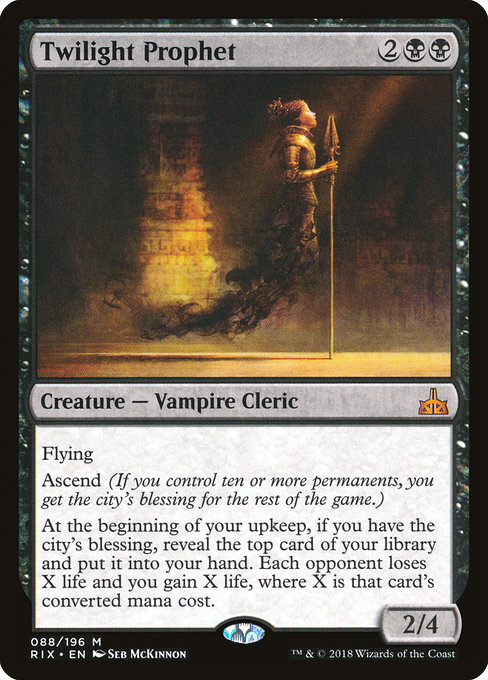 Twilight Prophet 2
Creature — Vampire Cleric
Flying
Ascend (If you control ten or more permanents, you
get the city's blessing for the rest of the game.)
At the beginning of your upkeep, if you have the
city's blessing, reveal the top card of your library
and put it into your hand. Each opponent loses
X life and you gain X life, where X is that card's
converted mana cost.
2/4
088/196 M
RIX • EN Seb McKinnon
™ & © 2018 Wizards of the Coast